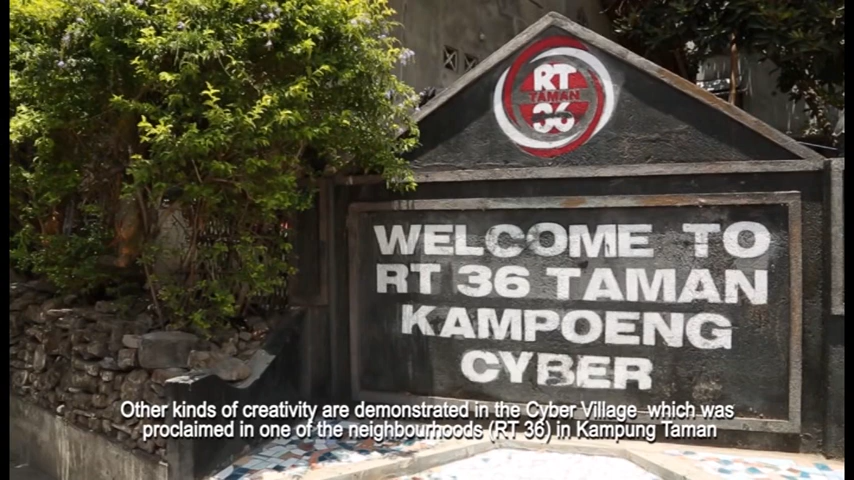 RT
TAMAN
36
WELCOME TO
RT 36 TAMAN
KAMPOENG
CYBER
Other kinds of creativity are demonstrated in the Cyber Village which was
proclaimed in one of the neighbourhoods (RT 36) in Kampung Taman